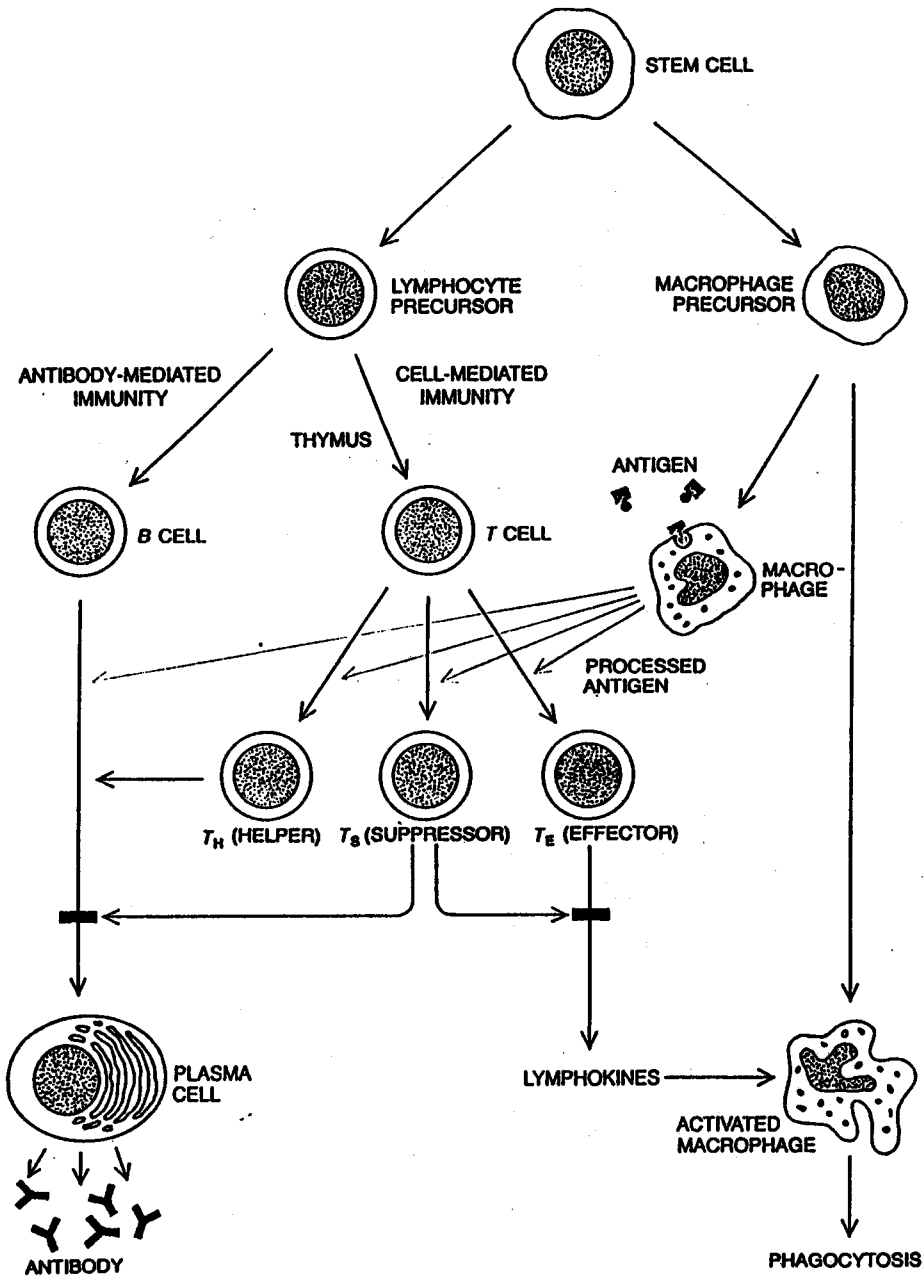 STEM CELL
LYMPHOCYTE
PRECURSOR
MACROPHAGE
PRECURSOR
ANTIBODY-MEDIATED
IMMUNITY
CELL-MEDIATED
IMMUNITY
THYMUS
ANTIGEN
B CELL
T CELL
MACRO-
PHAGE
PROCESSED
ANTIGEN
TH (HELPER)
TS (SUPPRESSOR)
TE (EFFECTOR)
PLASMA
CELL
LYMPHOKINES
ACTIVATED
MACROPHAGE
ANTIBODY
PHAGOCYTOSIS